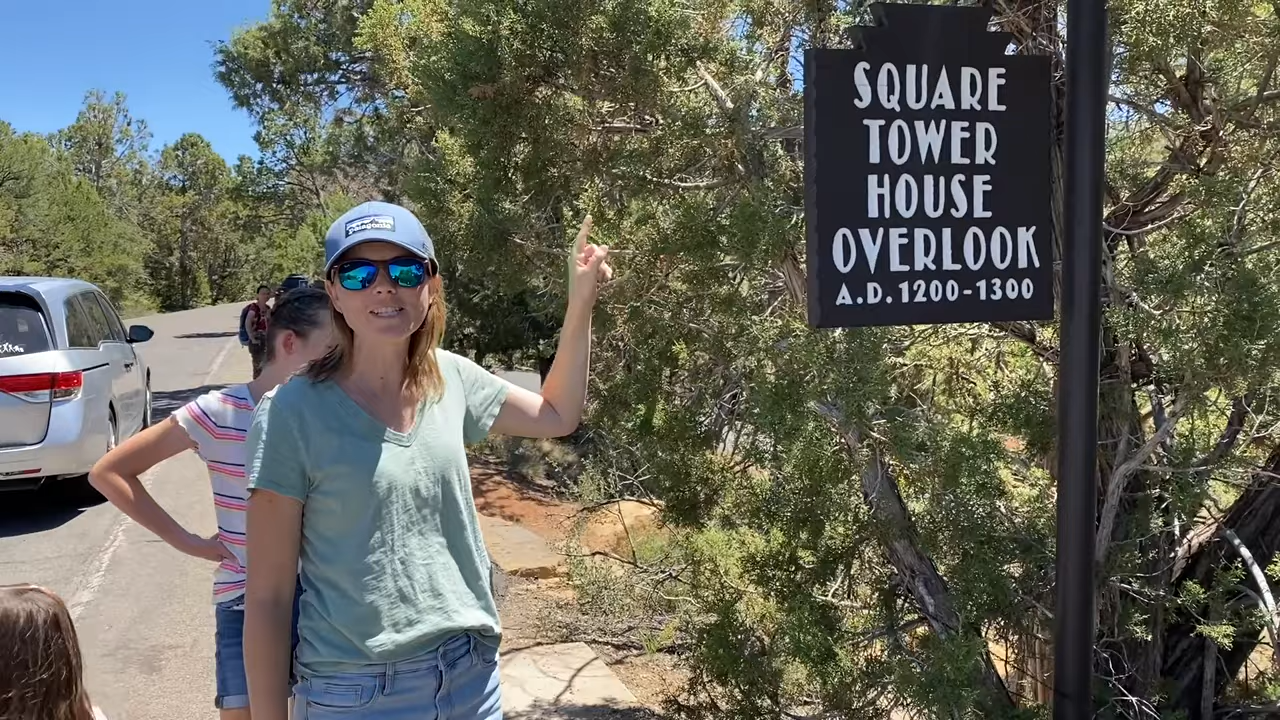 patagonia
SQUARE
TOWER
HOUSE
OVERLOOK
A.D. 1200-1300